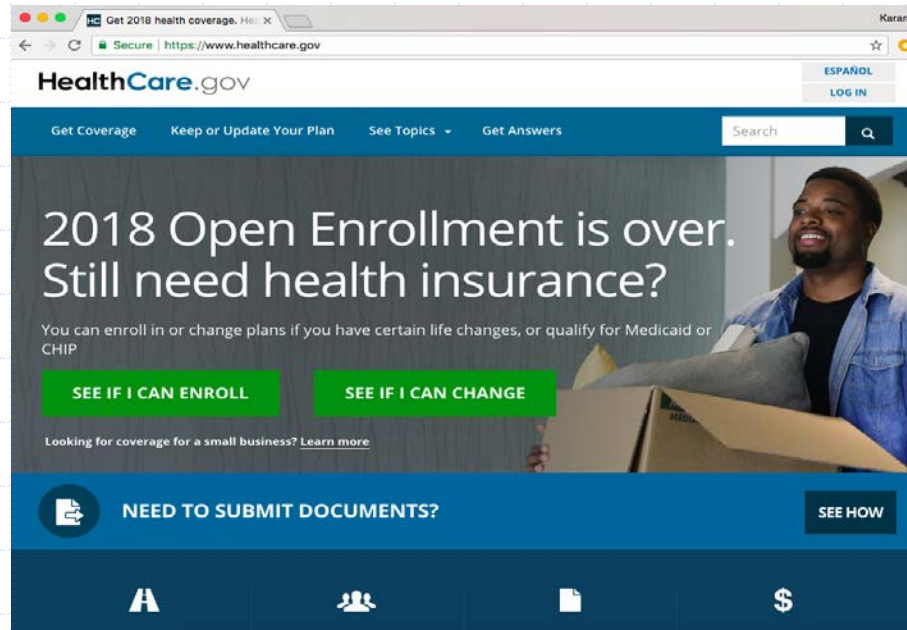 Get 2018 health coverage.
Karan
Secure | https://www.healthcare.gov
HealthCare.gov
ESPAÑOL
LOG IN
Get Coverage Keep or Update Your Plan See Topics Get Answers Search
2018 Open Enrollment is over.
Still need health insurance?
You can enroll in or change plans if you have certain life changes, or qualify for Medicaid or
CHIP
SEE IF I CAN ENROLL SEE IF I CAN CHANGE
Looking for coverage for a small business? Learn more
NEED TO SUBMIT DOCUMENTS? SEE HOW
$